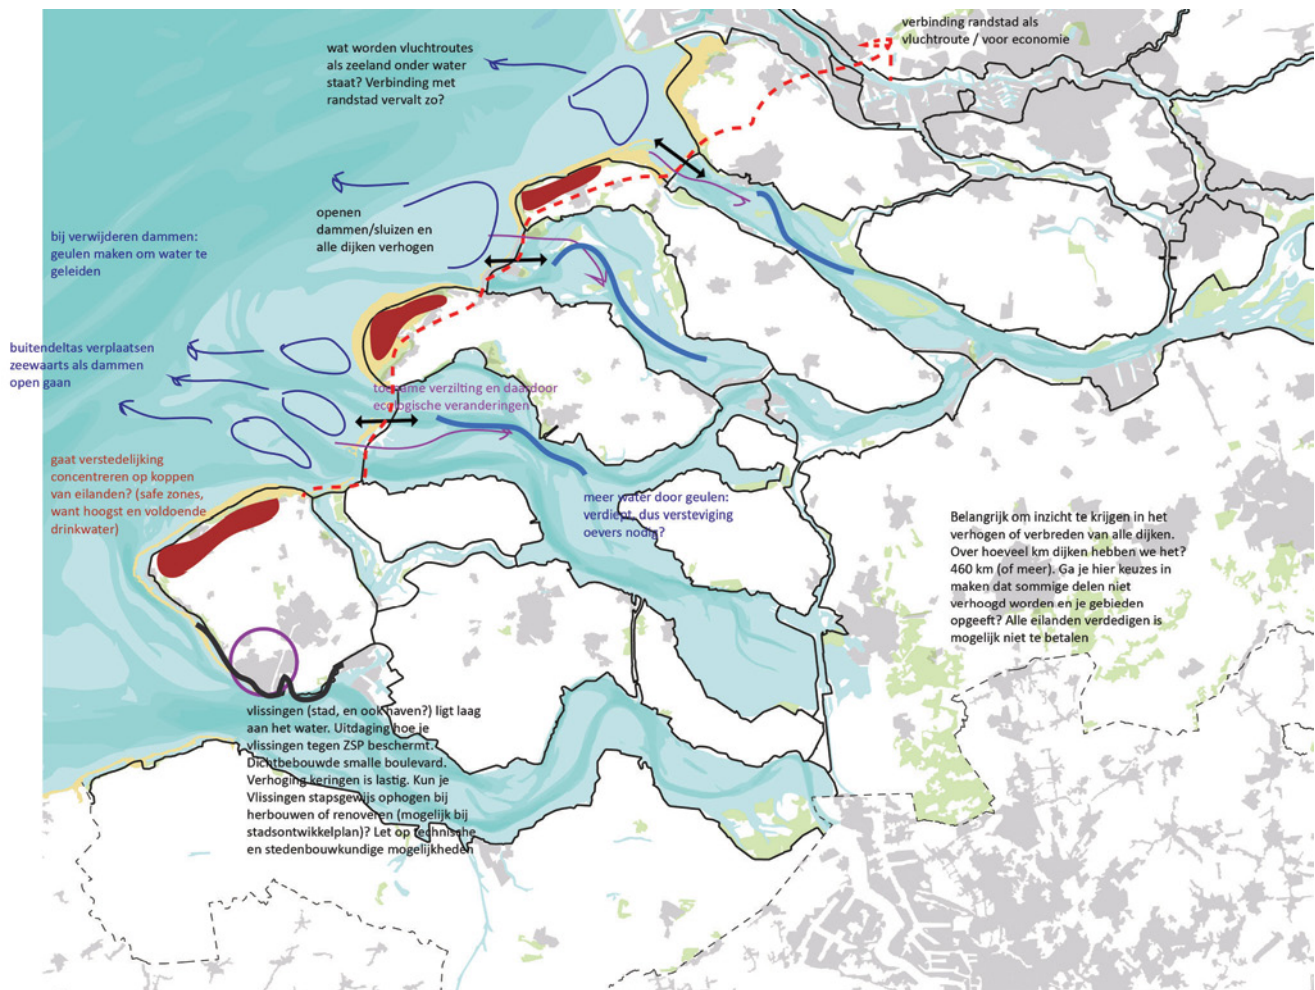 verbinding randstad als
vluchtroute / voor economie
wat worden vluchtroutes
als zeeland onder water
staat? Verbinding met
randstad vervalt zo?
openen
dammen/sluizen en
alle dijken verhogen
bij verwijderen dammen:
geulen maken om water te
geleiden
buitendeltas verplaatsen
zeewaarts als dammen
open gaan
toename verzilting en daardoor
ecologische veranderingen
gaat verstedelijking
concentreren op koppen
van eilanden? (safe zones,
want hoogst en voldoende
drinkwater)
meer water door geulen:
verdiept, dus versteviging
oevers nodig?
Belangrijk om inzicht te krijgen in het
verhogen of verbreden van alle dijken.
Over hoeveel km dijken hebben we het?
460 km (of meer). Ga je hier keuzes in
maken dat sommige delen niet
verhoogd worden en je gebieden
opgeeft? Alle eilanden verdedigen is
mogelijk niet te betalen
vlissingen (stad, en ook haven?) ligt laag
aan het water. Uitdaging hoe je
vlissingen tegen ZSP beschermt.
Dichtbebouwde smalle boulevard.
Verhoging keringen is lastig. Kun je
Vlissingen stapsgewijs ophogen bij
herbouwen of renoveren (mogelijk bij
stadsontwikkelplan)? Let op technische
en stedenbouwkundige mogelijkheden